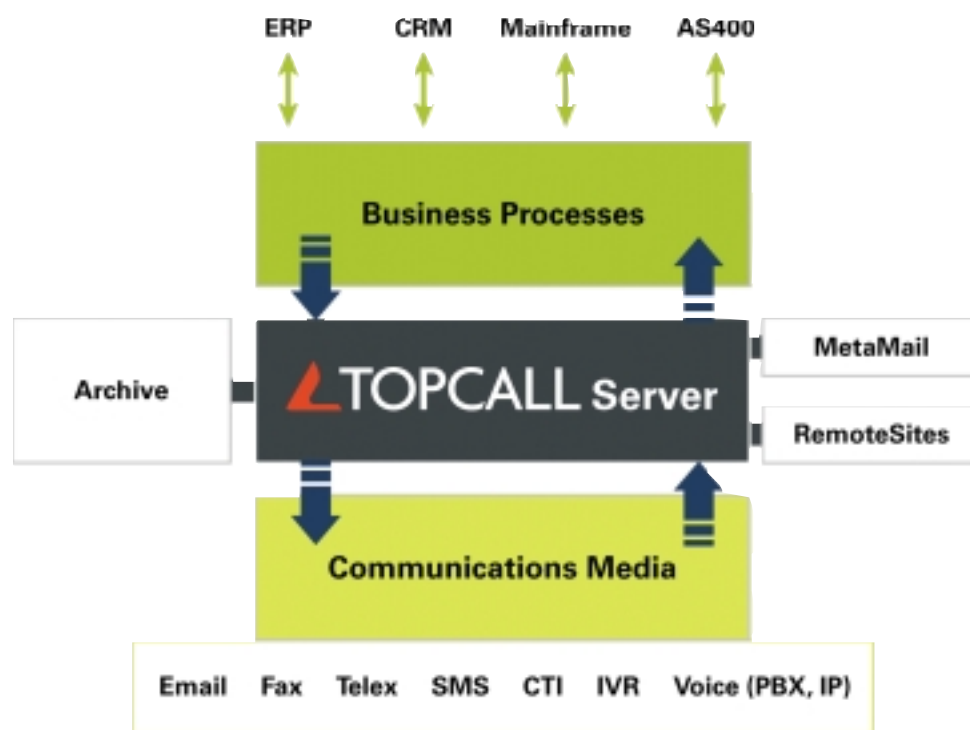 ERP CRM Mainframe AS400
Business Processes
Archive
TOPCALL Server
MetaMail
RemoteSites
Communications Media
Email Fax Telex SMS CTI IVR Voice (PBX, IP)